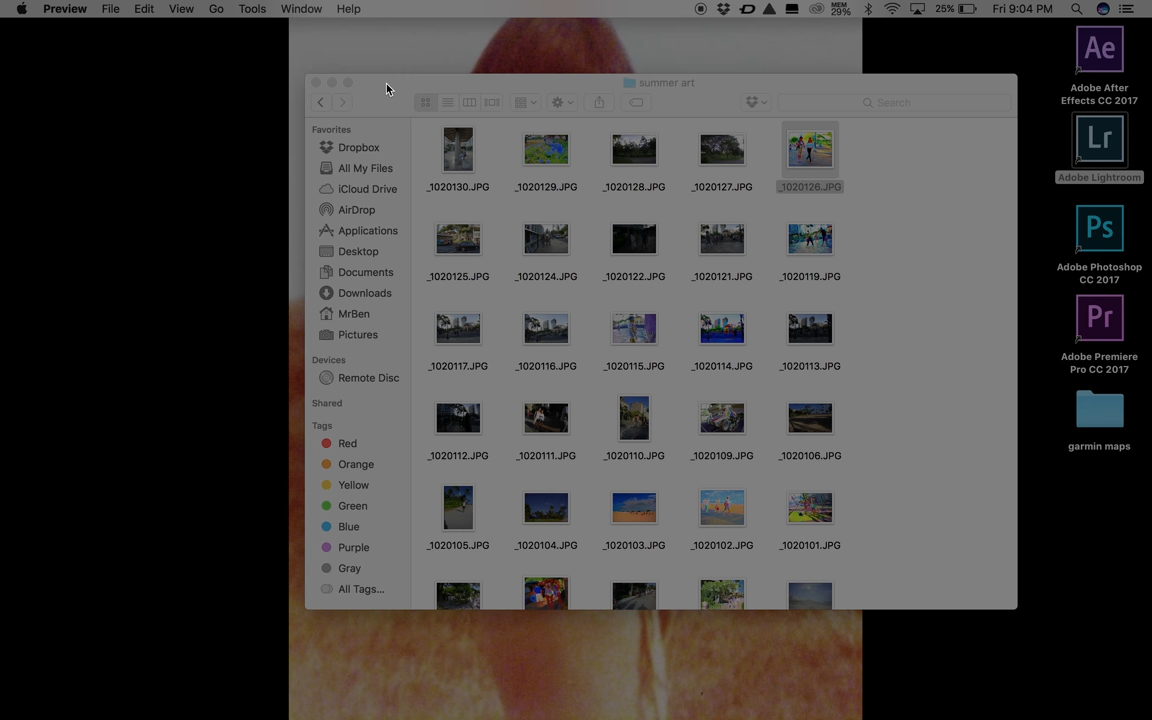 Preview File Edit View Go Tools Window Help MEM 29% 25% Fri 9:04 PM
summer art
Search
Favorites
Dropbox
All My Files
iCloud Drive
AirDrop
Applications
Desktop
Documents
Downloads
MrBen
Pictures
Devices
Remote Disc
Shared
Tags
Red
Orange
Yellow
Green
Blue
Purple
Gray
All Tags...
_1020130.JPG _1020129.JPG _1020128.JPG _1020127.JPG _1020126.JPG
_1020125.JPG _1020124.JPG _1020122.JPG _1020121.JPG _1020119.JPG
_1020117.JPG _1020116.JPG _1020115.JPG _1020114.JPG _1020113.JPG
_1020112.JPG _1020111.JPG _1020110.JPG _1020109.JPG _1020106.JPG
_1020105.JPG _1020104.JPG _1020103.JPG _1020102.JPG _1020101.JPG
Ae
Adobe After
Effects CC 2017
Lr
Adobe Lightroom
Ps
Adobe Photoshop
CC 2017
Pr
Adobe Premiere
Pro CC 2017
garmin maps